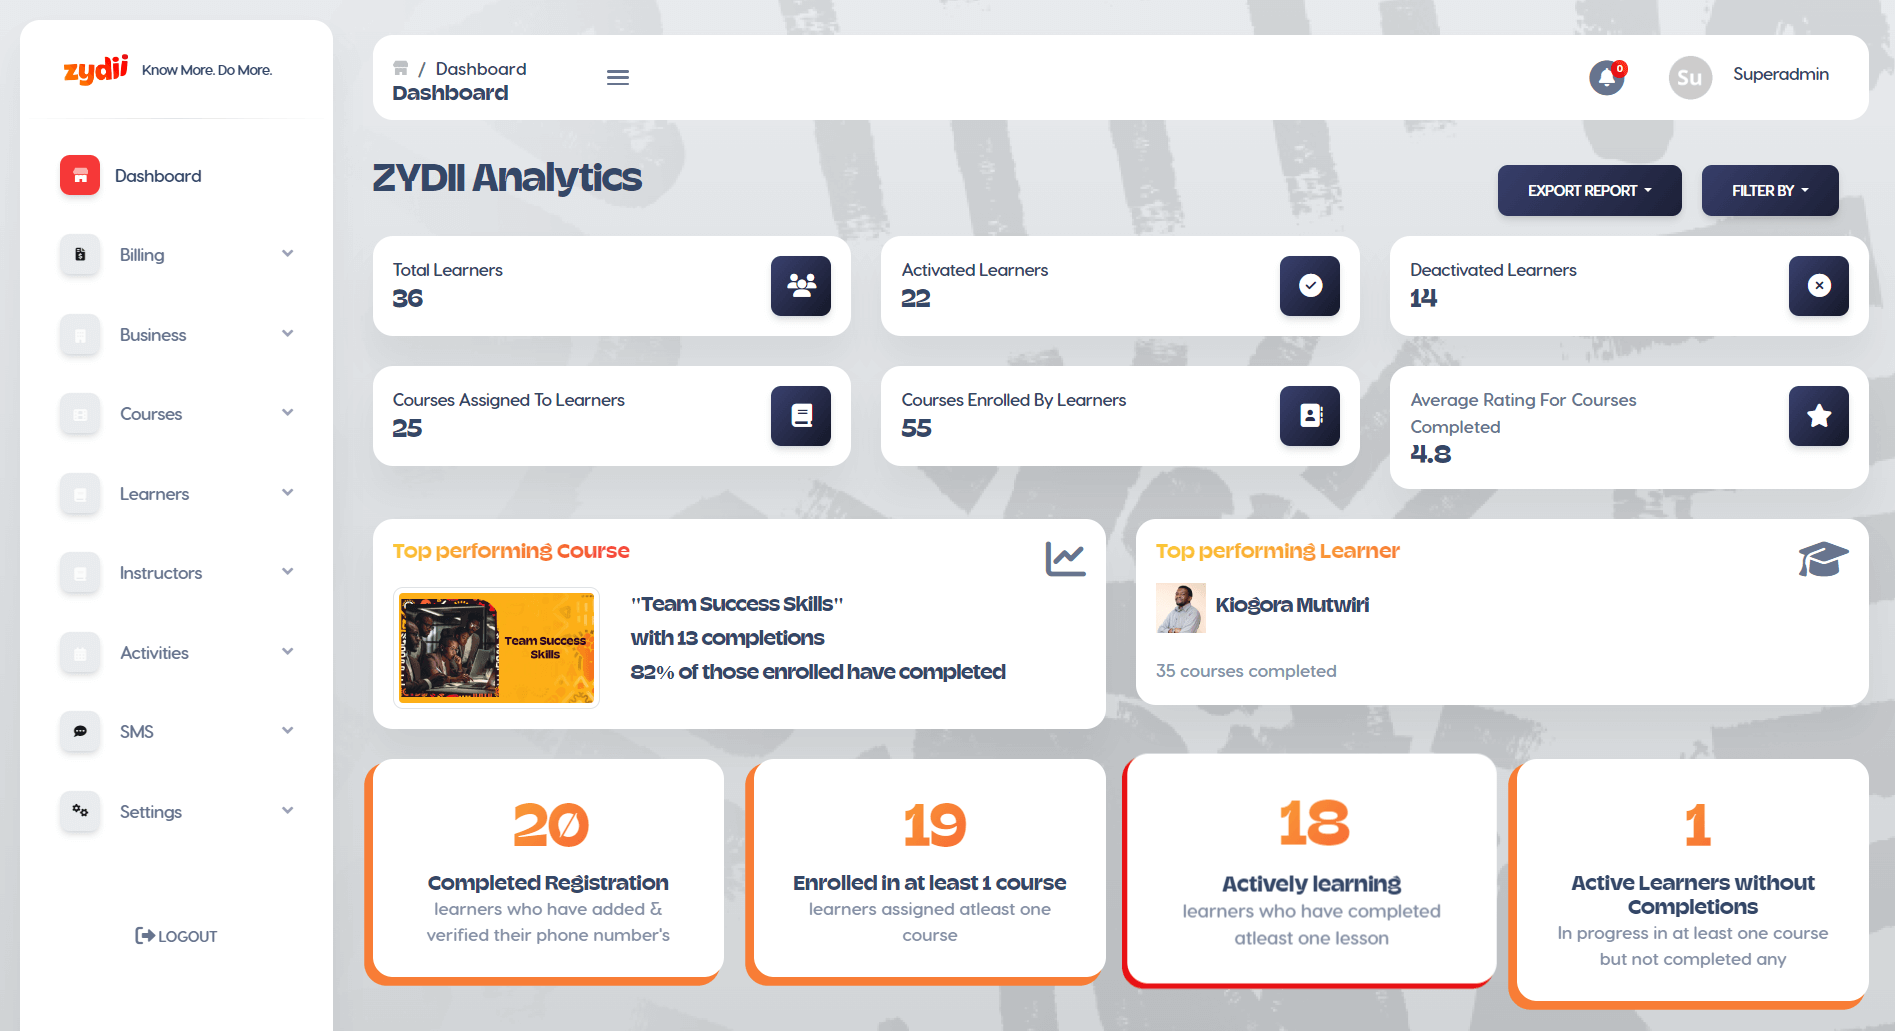 zydii Know More. Do More.
Dashboard
Billing
Business
Courses
Learners
Instructors
Activities
SMS
Settings
LOGOUT
/ Dashboard
Dashboard
0
Su
Superadmin
ZYDII Analytics
EXPORT REPORT
FILTER BY
Total Learners
36
Activated Learners
22
Deactivated Learners
14
Courses Assigned To Learners
25
Courses Enrolled By Learners
55
Average Rating For Courses
Completed
4.8
Top performing Course
Team Success
Skills
"Team Success Skills"
with 13 completions
82% of those enrolled have completed
Top performing Learner
Kiogora Mutwiri
35 courses completed
20
Completed Registration
learners who have added &
verified their phone number's
19
Enrolled in at least 1 course
learners assigned atleast one
course
18
Actively learning
learners who have completed
atleast one lesson
1
Active Learners without
Completions
In progress in at least one course
but not completed any